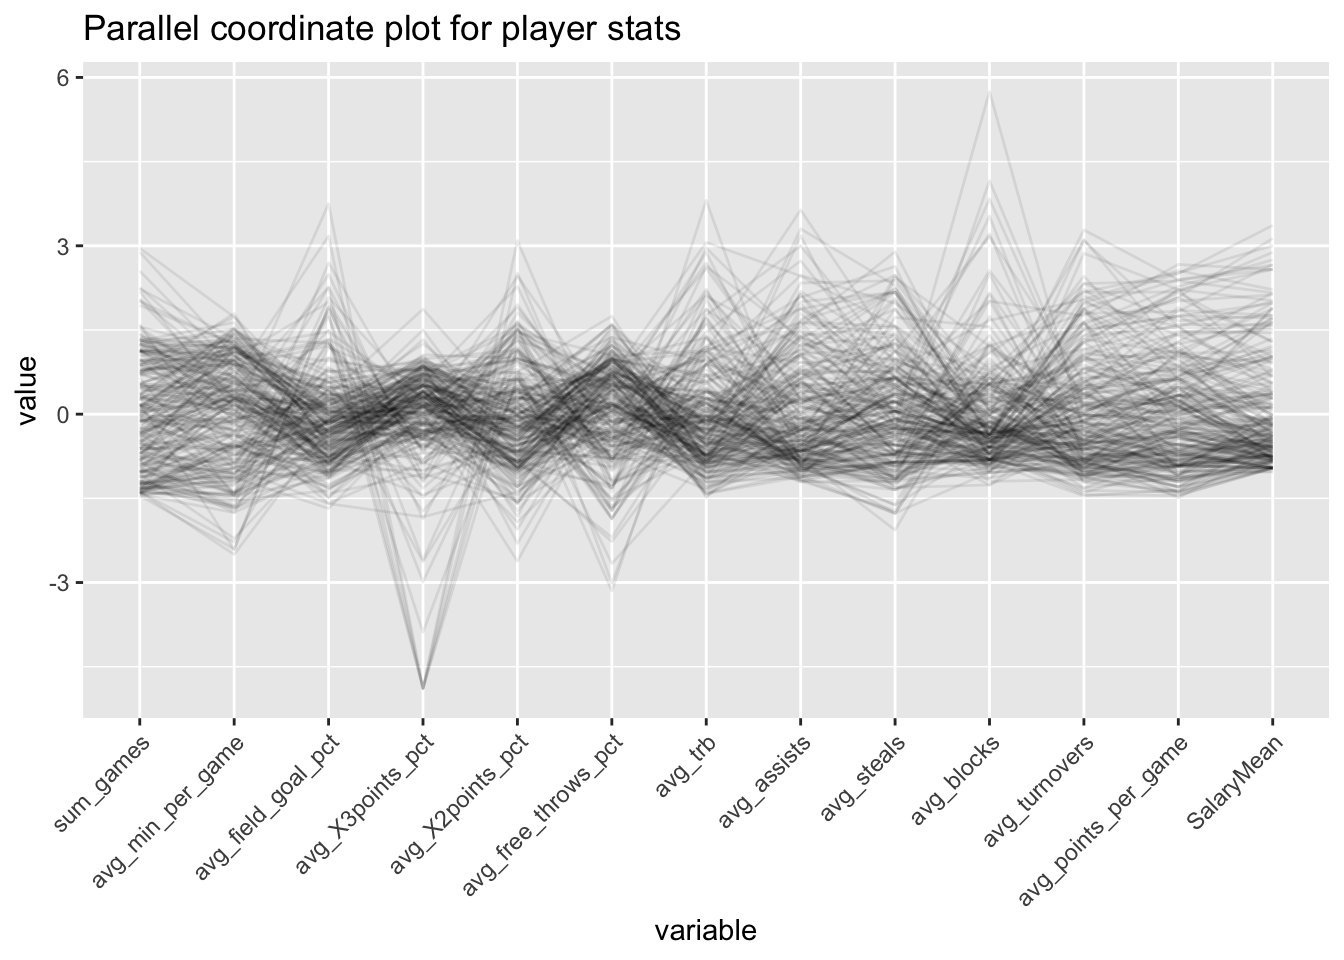 Parallel coordinate plot for player stats
6
3
0
-3
value
sum_games
avg_min_per_game
avg_field_goal_pct
avg_X3points_pct
avg_X2points_pct
avg_free_throws_pct
avg_trb
avg_assists
avg_steals
avg_blocks
avg_turnovers
avg_points_per_game
SalaryMean
variable